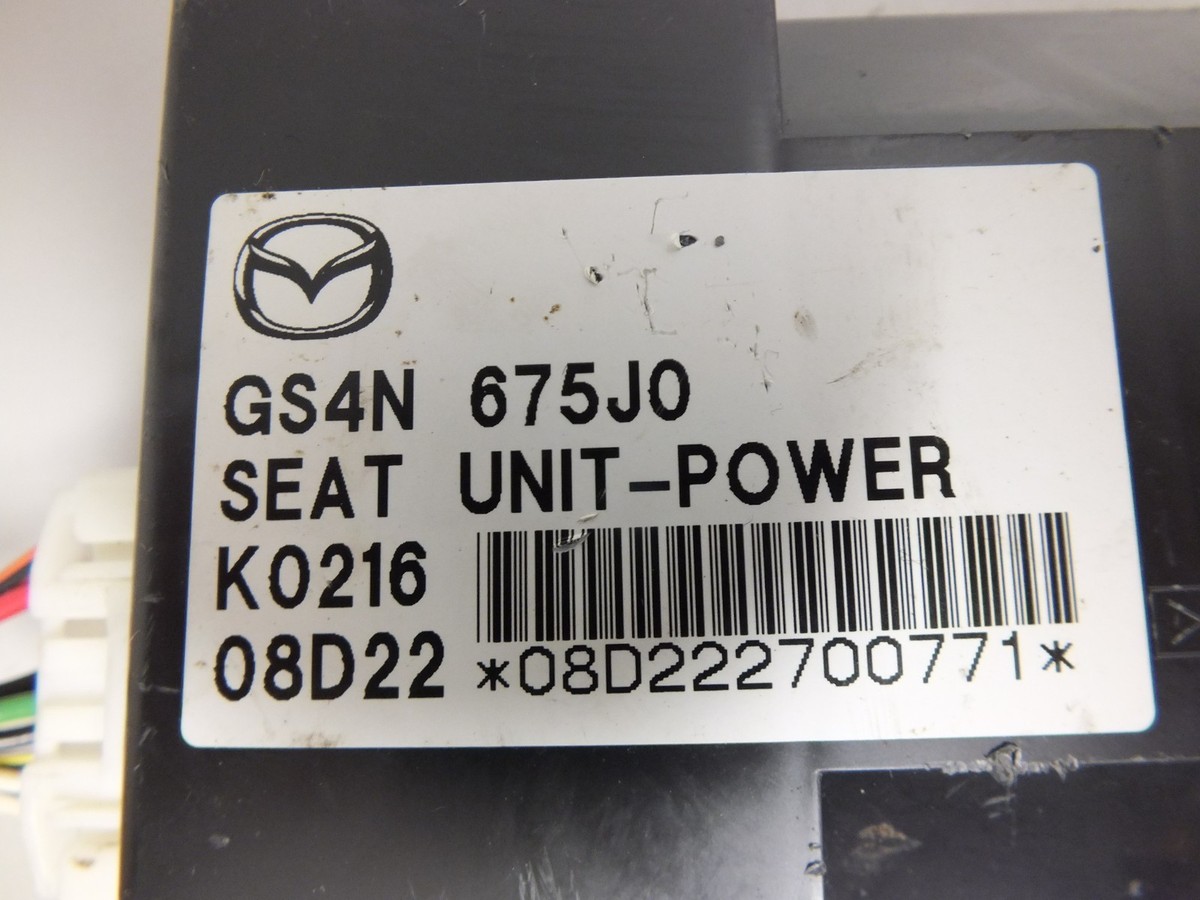 GS4N 675J0
SEAT UNIT-POWER
K0216
08D22 *08D222700771*